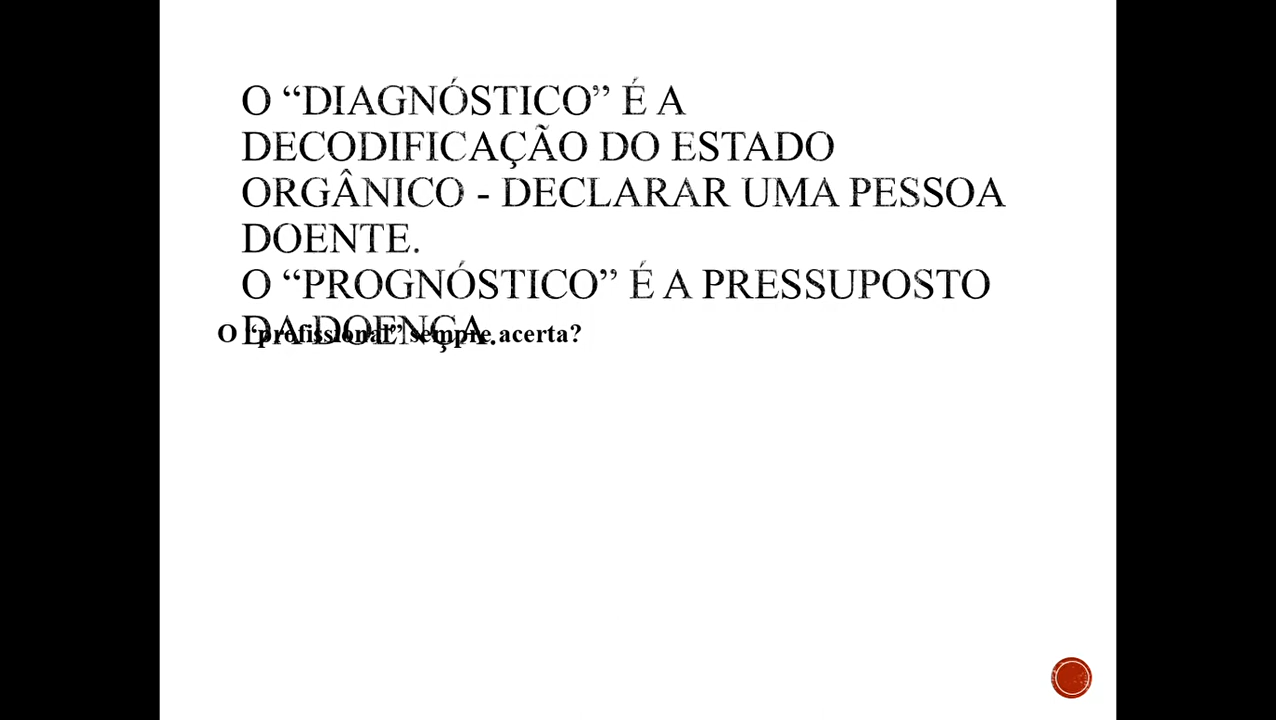 O “DIAGNÓSTICO” É A
DECODIFICAÇÃO DO ESTADO
ORGÂNICO - DECLARAR UMA PESSOA
DOENTE.
O “PROGNÓSTICO” É A PRESSUPOSTO
DA DOENÇA.
O “profissional” sempre acerta?